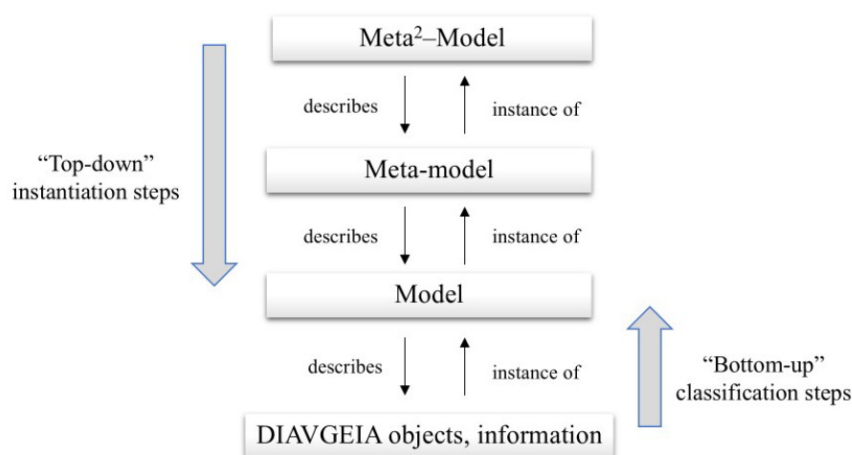 Meta²–Model
describes
instance of
“Top-down”
instantiation steps
Meta-model
describes
instance of
Model
describes
instance of
“Bottom-up”
classification steps
DIAVGEIA objects, information